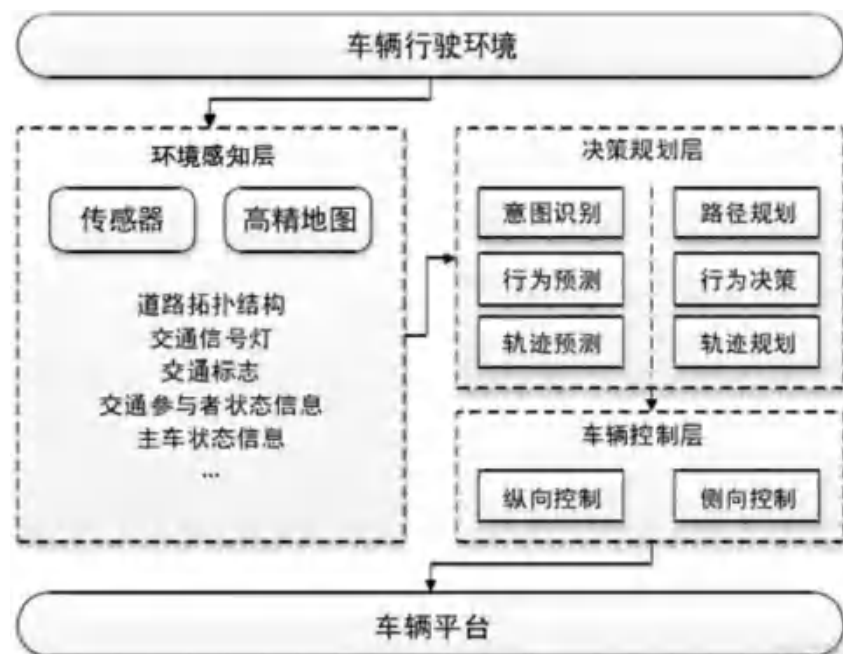 车辆行驶环境
环境感知层
传感器
高精地图
道路拓扑结构
交通信号灯
交通标志
交通参与者状态信息
主车状态信息
...
决策规划层
意图识别
路径规划
行为预测
行为决策
轨迹预测
轨迹规划
车辆控制层
纵向控制
侧向控制
车辆平台